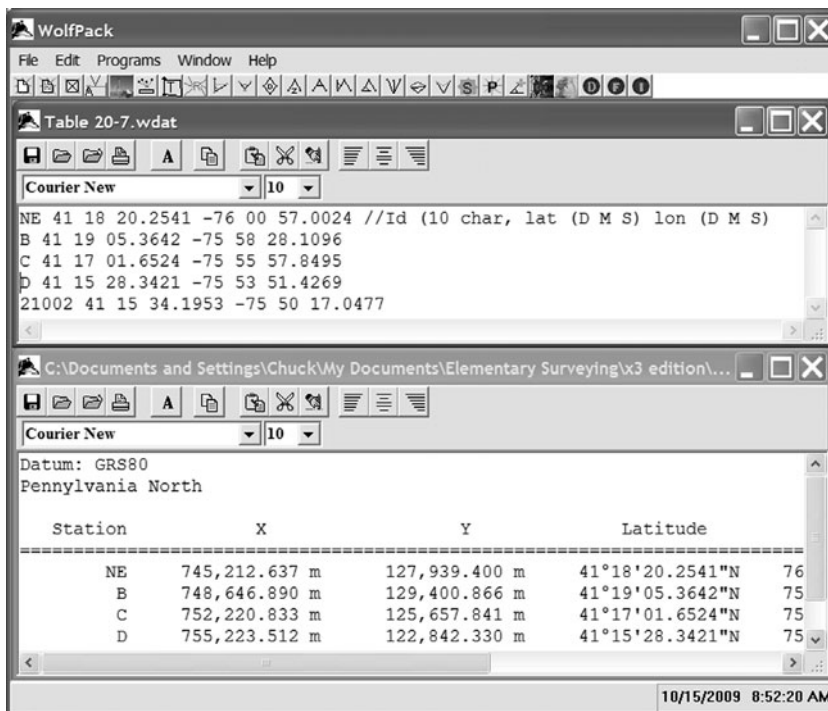 WolfPack
File Edit Programs Window Help
Table 20-7.wdat
Courier New 10
NE 41 18 20.2541 -76 00 57.0024 //Id (10 char, lat (D M S) lon (D M S)
B 41 19 05.3642 -75 58 28.1096
C 41 17 01.6524 -75 55 57.8495
D 41 15 28.3421 -75 53 51.4269
21002 41 15 34.1953 -75 50 17.0477
C:\Documents and Settings\Chuck\My Documents\Elementary Surveying\x3 edition\...
Courier New 10
Datum: GRS80
Pennylvania North
Station X Y Latitude
NE 745,212.637 m 127,939.400 m 41°18'20.2541"N 76
B 748,646.890 m 129,400.866 m 41°19'05.3642"N 75
C 752,220.833 m 125,657.841 m 41°17'01.6524"N 75
D 755,223.512 m 122,842.330 m 41°15'28.3421"N 75
10/15/2009 8:52:20 AM